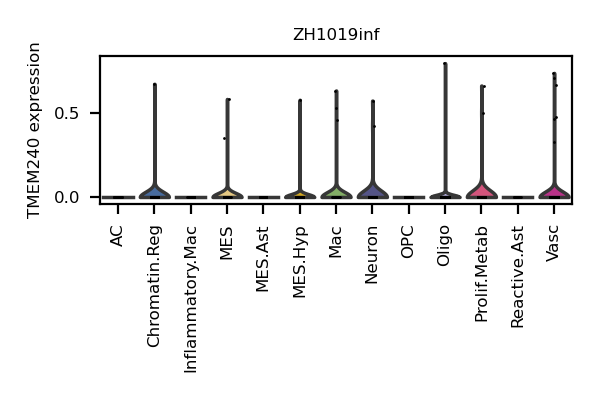 ZH1019inf
TMEM240 expression
0.5
0.0
AC
Chromatin.Reg
Inflammatory.Mac
MES
MES.Ast
MES.Hyp
Mac
Neuron
OPC
Oligo
Prolif.Metab
Reactive.Ast
Vasc